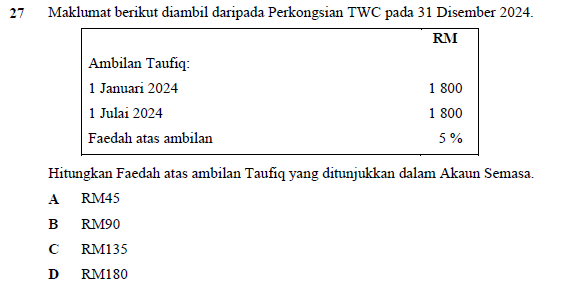 27 Maklumat berikut diambil daripada Perkongsian TWC pada 31 Disember 2024.
RM
Ambilan Taufiq:
1 Januari 2024 1 800
1 Julai 2024 1 800
Faedah atas ambilan 5 %
Hitungkan Faedah atas ambilan Taufiq yang ditunjukkan dalam Akaun Semasa.
A RM45
B RM90
C RM135
D RM180